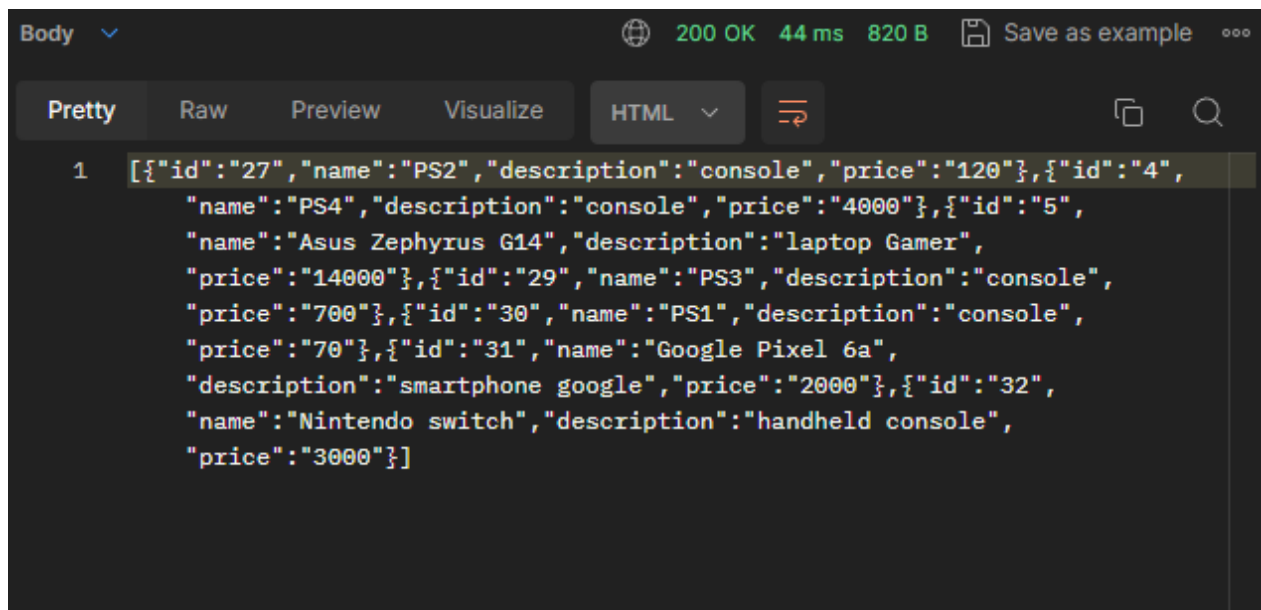 Body 200 OK 44 ms 820 B Save as example
Pretty Raw Preview Visualize HTML
1 [{"id":"27","name":"PS2","description":"console","price":"120"},{"id":"4",
"name":"PS4","description":"console","price":"4000"},{"id":"5",
"name":"Asus Zephyrus G14","description":"laptop Gamer",
"price":"14000"},{"id":"29","name":"PS3","description":"console",
"price":"700"},{"id":"30","name":"PS1","description":"console",
"price":"70"},{"id":"31","name":"Google Pixel 6a",
"description":"smartphone google","price":"2000"},{"id":"32",
"name":"Nintendo switch","description":"handheld console",
"price":"3000"}]